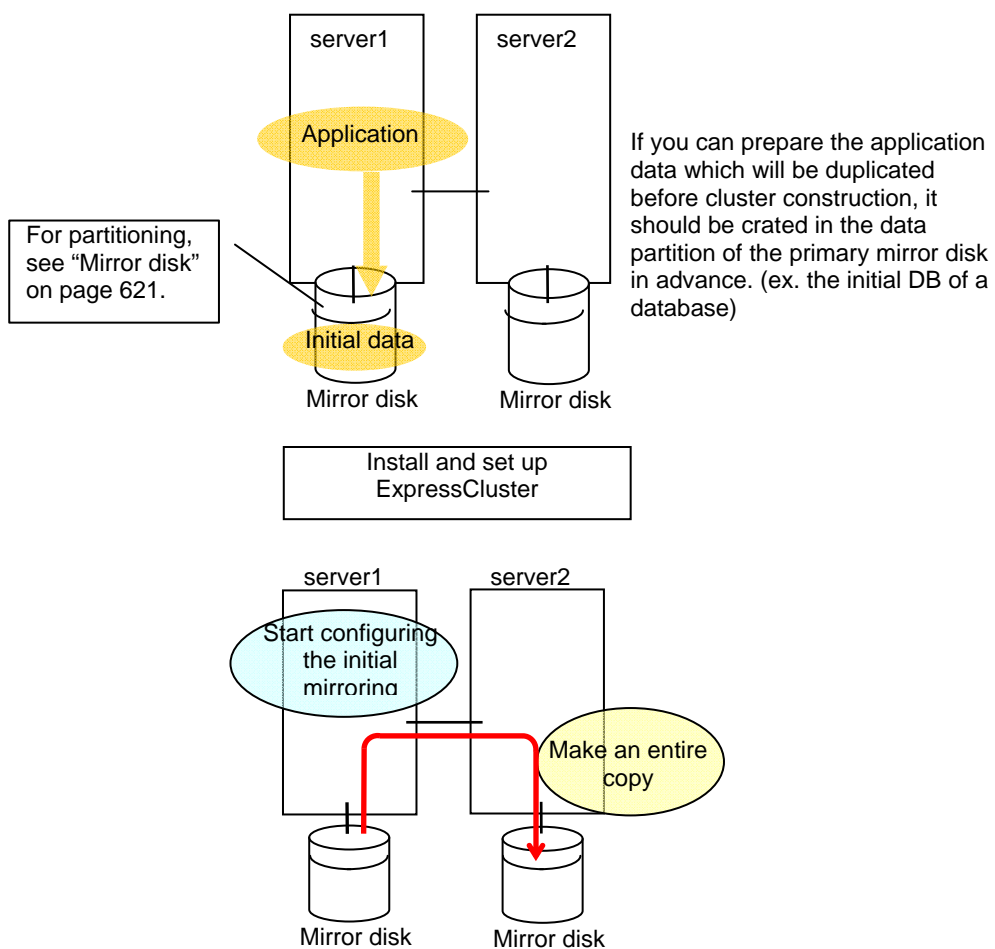 server1
server2
Application
If you can prepare the application
data which will be duplicated
before cluster construction, it
should be crated in the data
partition of the primary mirror disk
in advance. (ex. the initial DB of a
database)
For partitioning,
see “Mirror disk”
on page 621.
Initial data
Mirror disk
Mirror disk
Install and set up
ExpressCluster
server1
server2
Start configuring
the initial
mirroring
Make an entire
copy
Mirror disk
Mirror disk